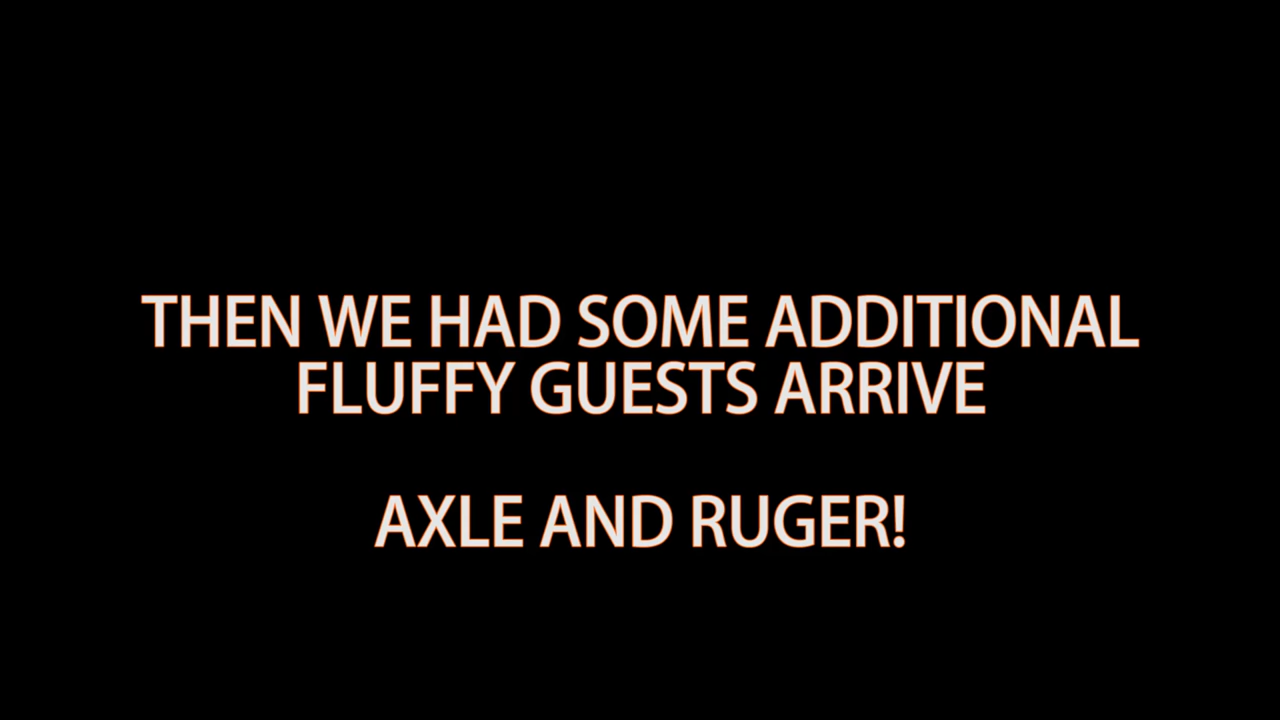 THEN WE HAD SOME ADDITIONAL
FLUFFY GUESTS ARRIVE
AXLE AND RUGER!